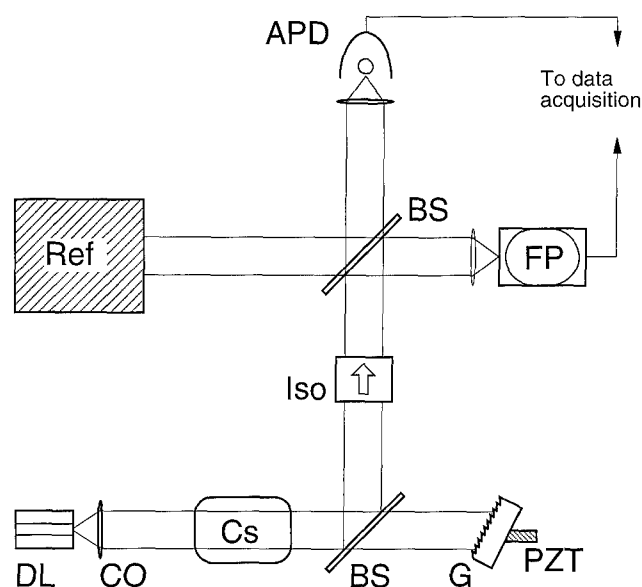 APD
To data
acquisition
BS
Ref
FP
Iso
Cs
DL
CO
BS
G
PZT